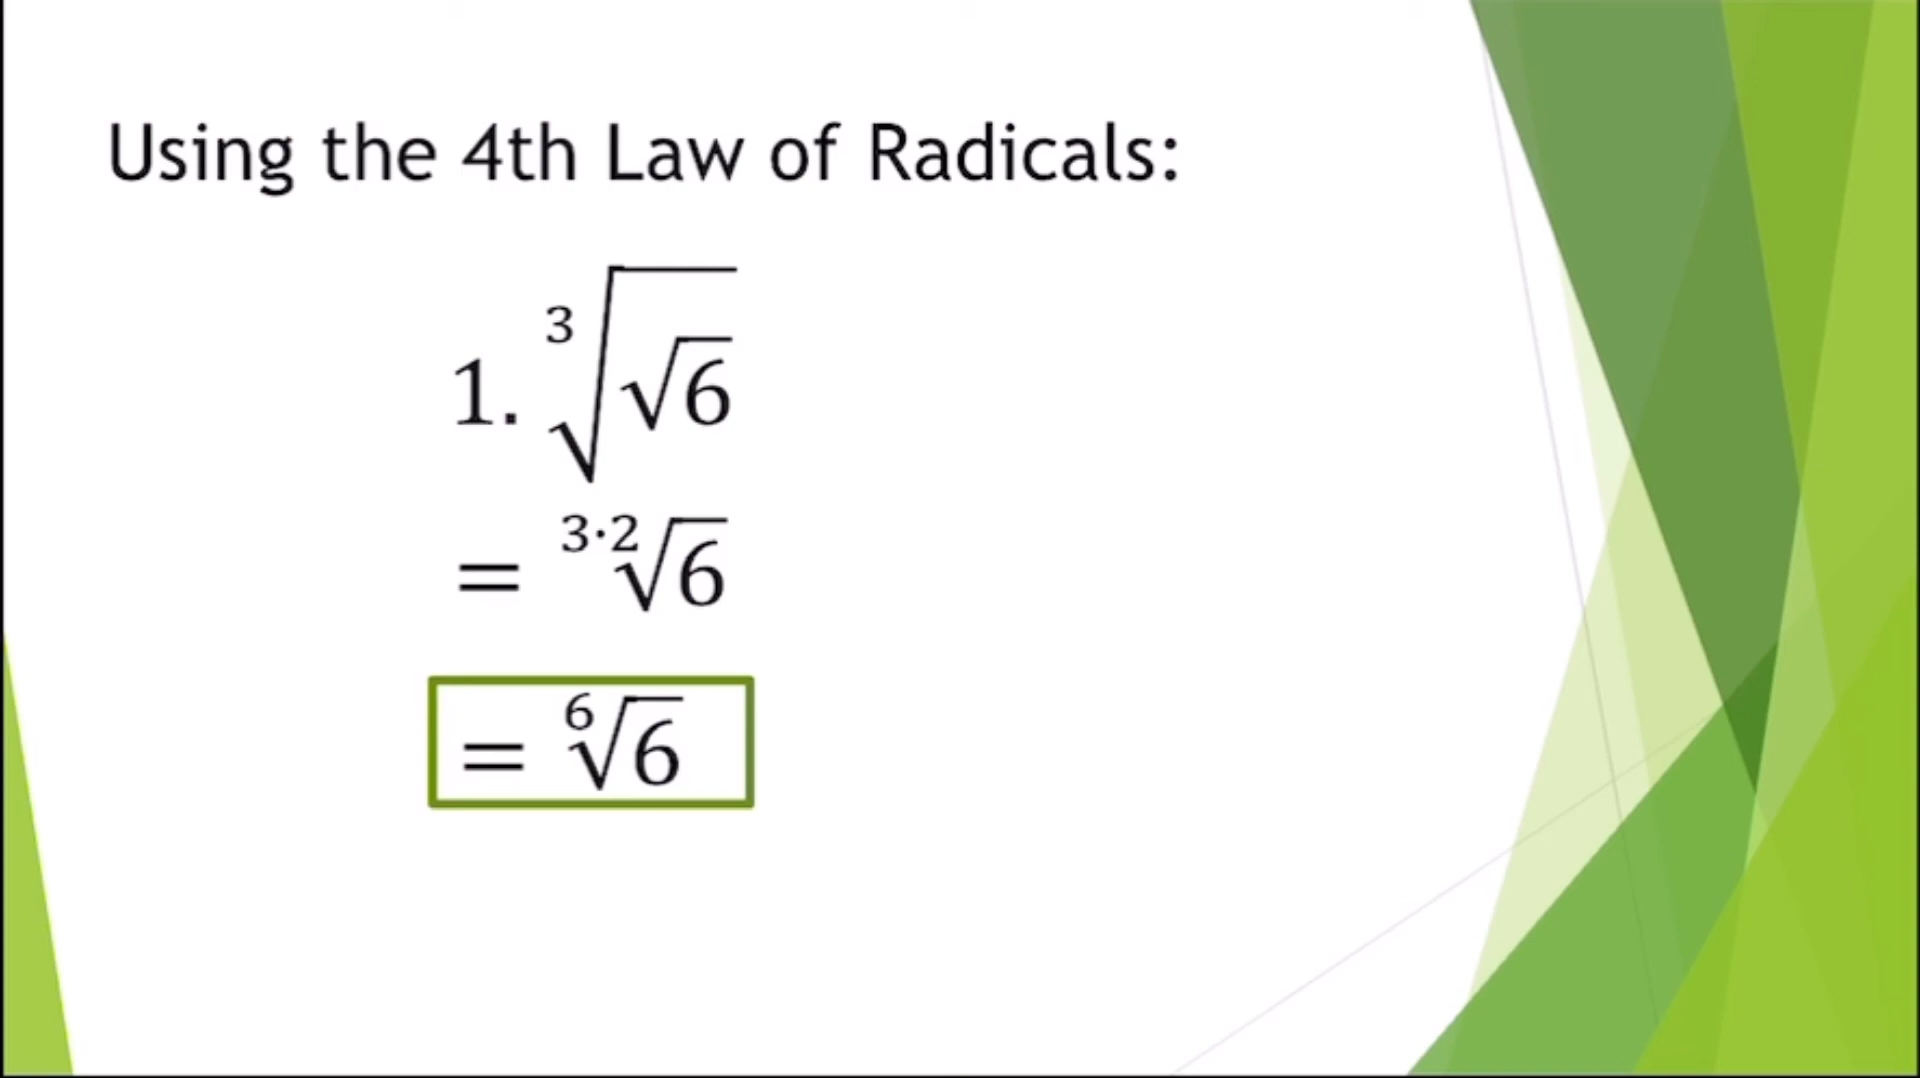 Using the 4th Law of Radicals:
1. ∛(√6)
= ³·²√6
= ⁶√6